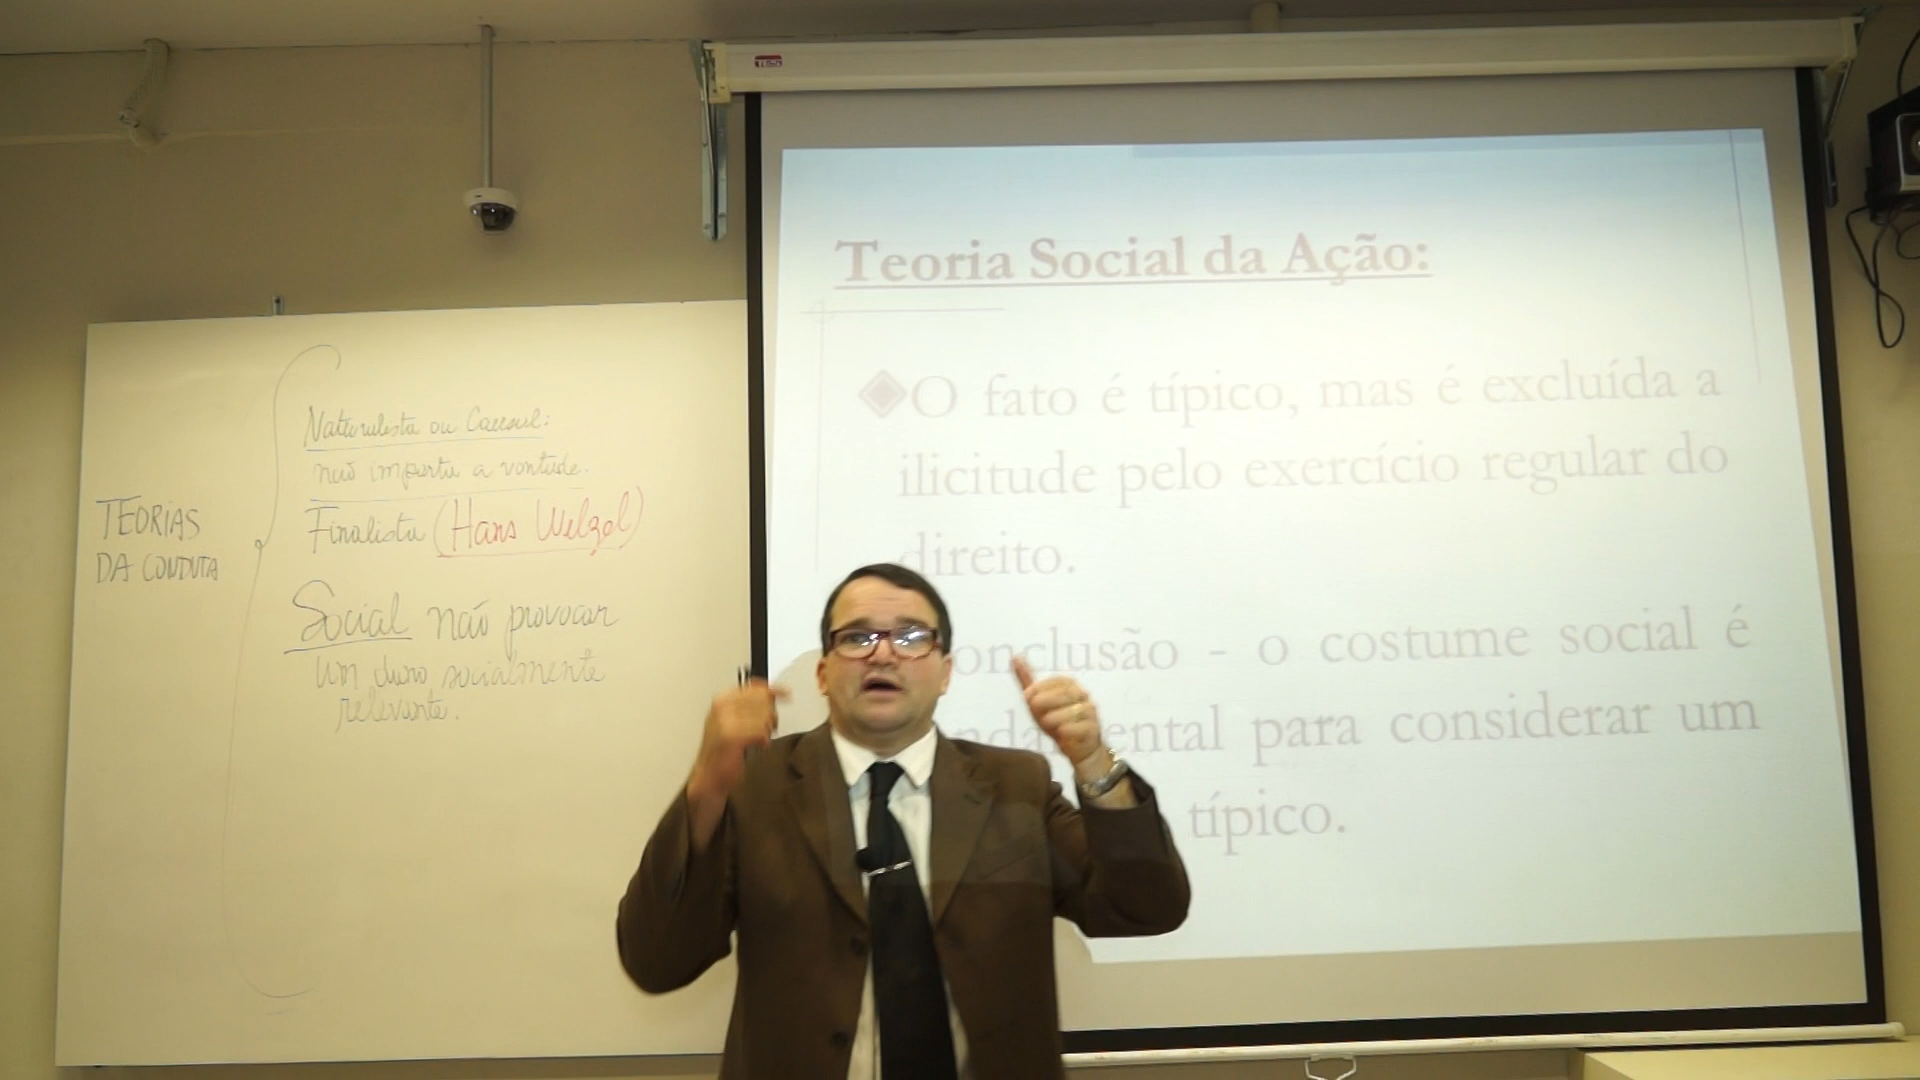 TEORIAS
DA CONDUTA
Naturalista ou Causal:
não importa a vontade.
Finalista (Hans Welzel)
Social não provocar
um dano socialmente
relevante.
Teoria Social da Ação:
O fato é típico, mas é excluída a
ilicitude pelo exercício regular do
direito.
onclusão - o costume social é
ental para considerar um
típico.